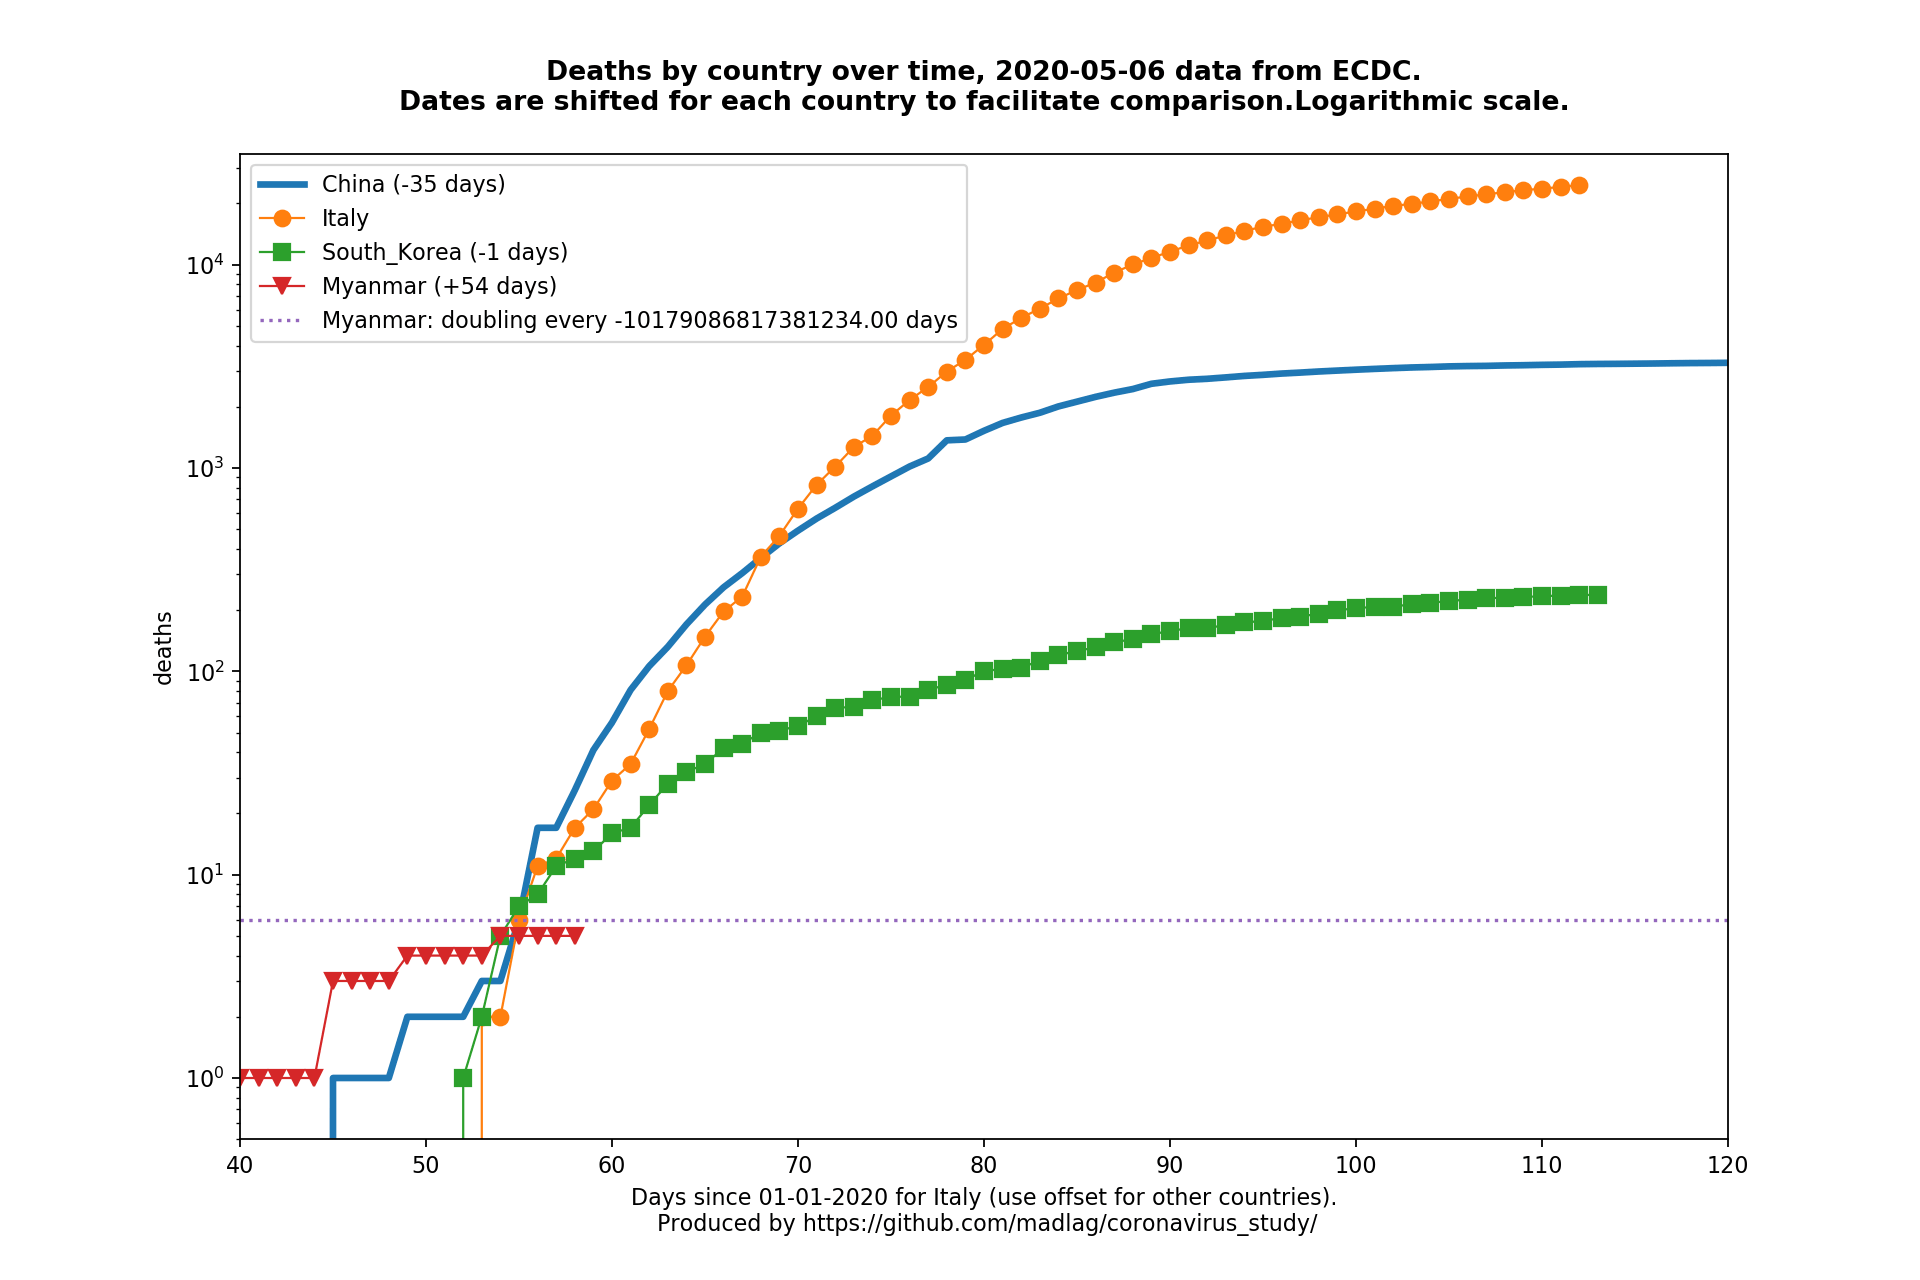 Deaths by country over time, 2020-05-06 data from ECDC.
Dates are shifted for each country to facilitate comparison.Logarithmic scale.
China (-35 days)
Italy
South_Korea (-1 days)
Myanmar (+54 days)
Myanmar: doubling every -10179086817381234.00 days
deaths
10⁴
10³
10²
10¹
10⁰
40 50 60 70 80 90 100 110 120
Days since 01-01-2020 for Italy (use offset for other countries).
Produced by https://github.com/madlag/coronavirus_study/